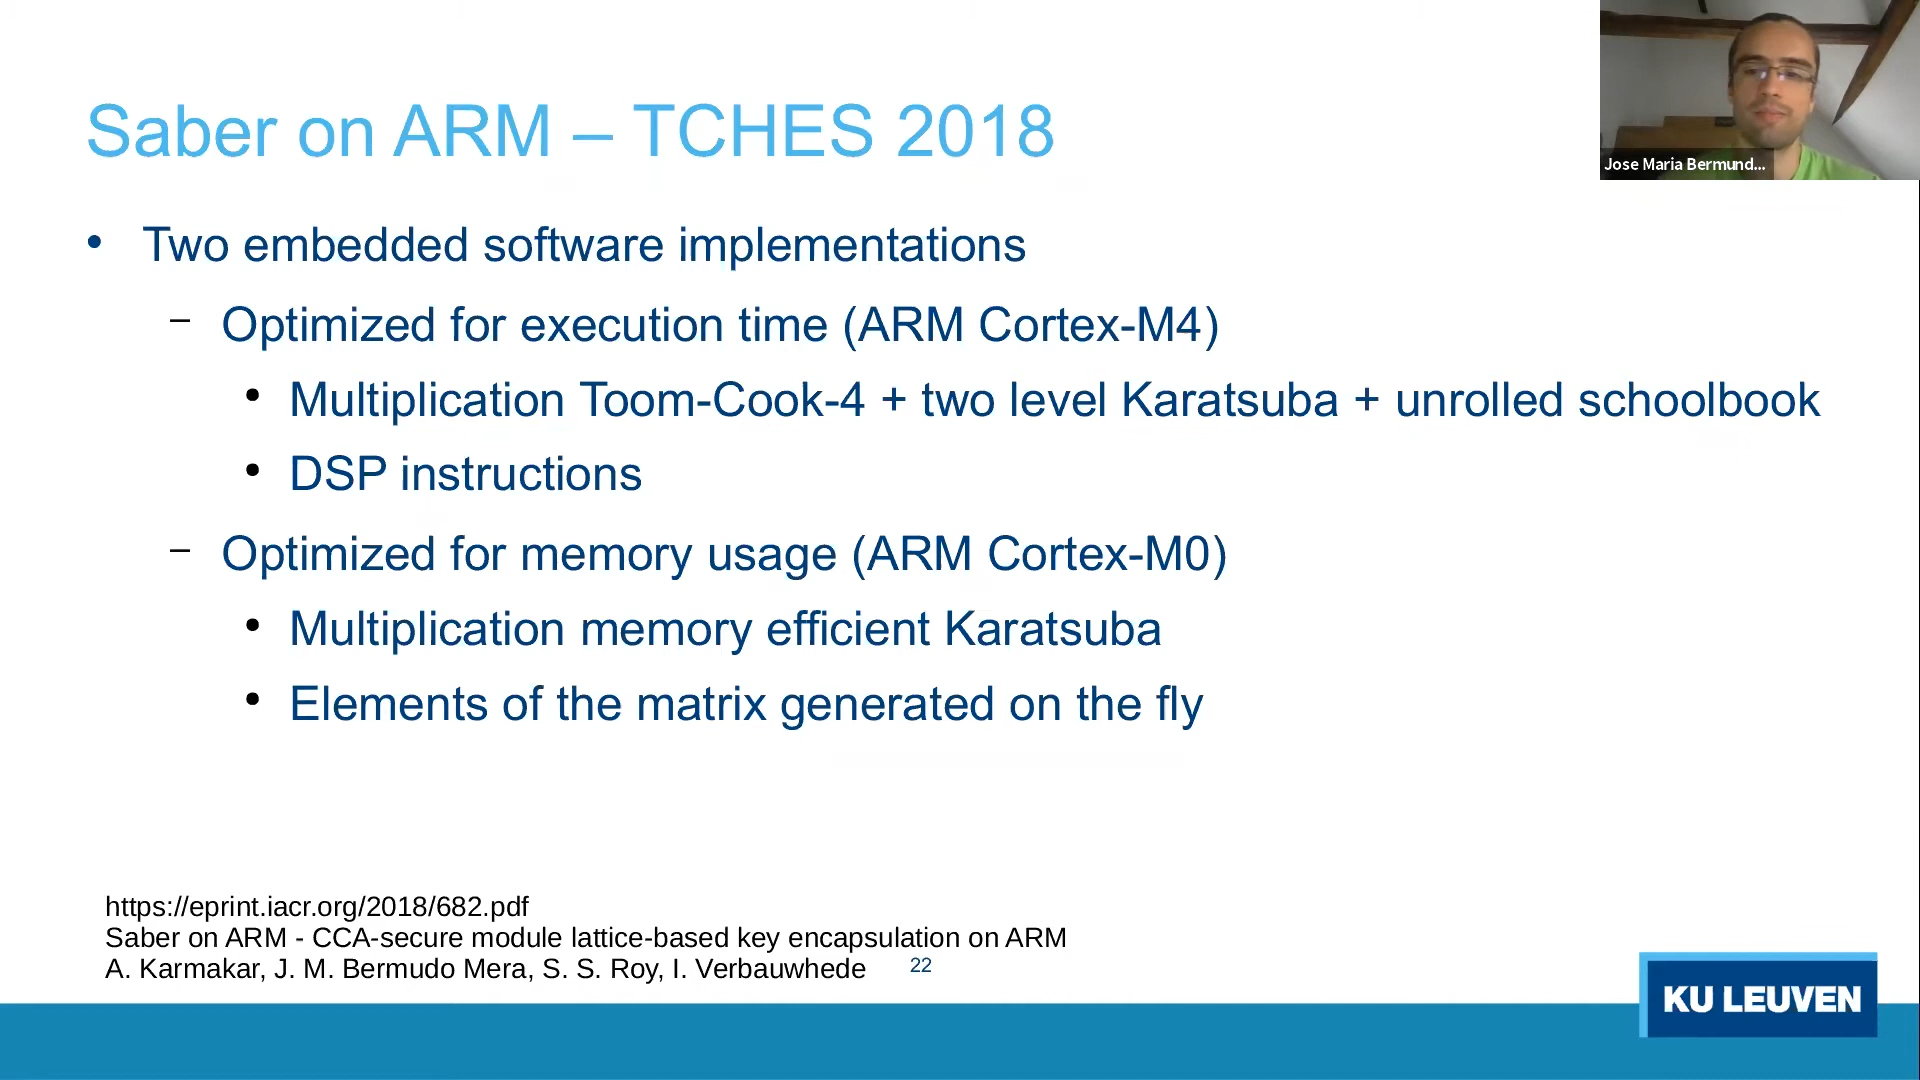 Saber on ARM – TCHES 2018
Jose Maria Bermund...
• Two embedded software implementations
– Optimized for execution time (ARM Cortex-M4)
• Multiplication Toom-Cook-4 + two level Karatsuba + unrolled schoolbook
• DSP instructions
– Optimized for memory usage (ARM Cortex-M0)
• Multiplication memory efficient Karatsuba
• Elements of the matrix generated on the fly
https://eprint.iacr.org/2018/682.pdf
Saber on ARM - CCA-secure module lattice-based key encapsulation on ARM
A. Karmakar, J. M. Bermudo Mera, S. S. Roy, I. Verbauwhede
22
KU LEUVEN